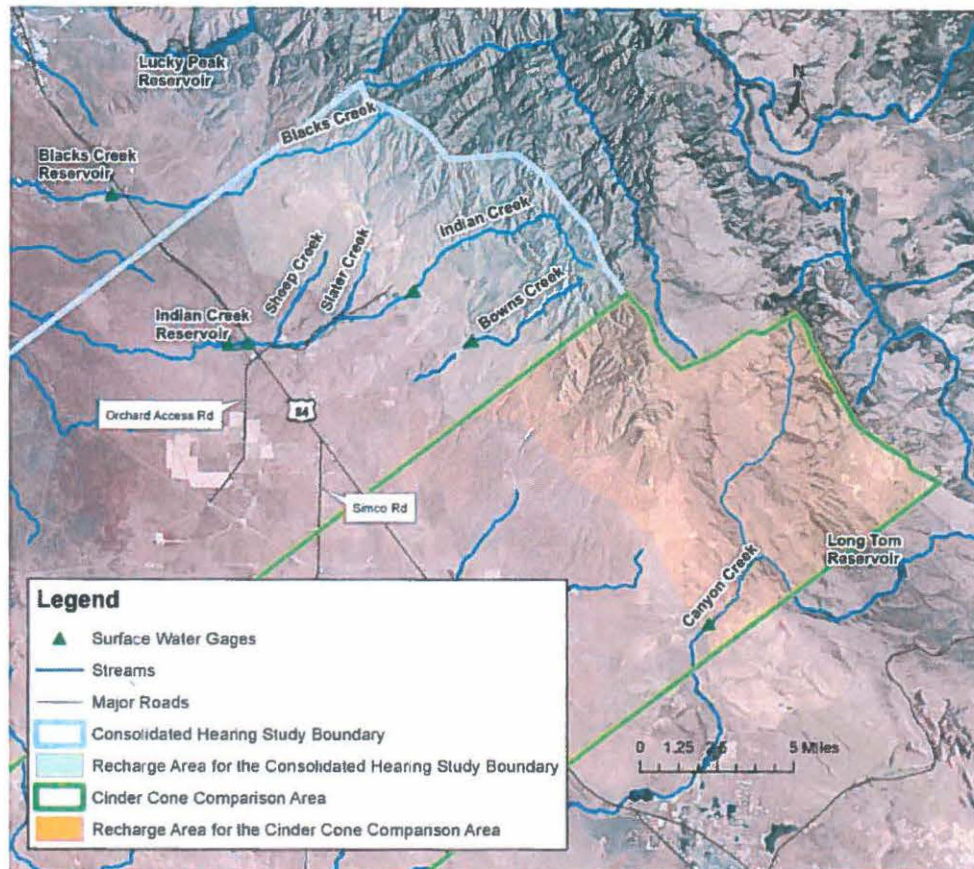 Lucky Peak
Reservoir
N
Blacks Creek
Blacks Creek
Reservoir
Indian Creek
Sheep Creek
Slater Creek
Bowns Creek
Indian Creek
Reservoir
Orchard Access Rd
84
Simco Rd
Long Tom
Reservoir
Canyon Creek
0 1.25 2.5 5 Miles
Legend
Surface Water Gages
Streams
Major Roads
Consolidated Hearing Study Boundary
Recharge Area for the Consolidated Hearing Study Boundary
Cinder Cone Comparison Area
Recharge Area for the Cinder Cone Comparison Area